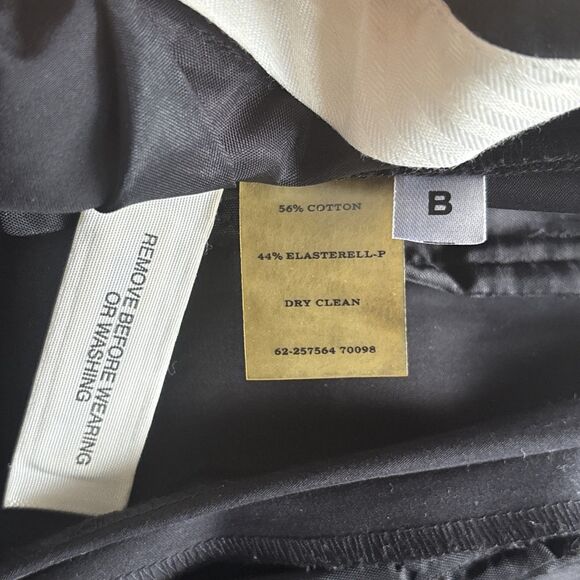 56% COTTON
44% ELASTERELL-P
DRY CLEAN
62-257564 70098
B
REMOVE BEFORE WEARING
OR WASHING